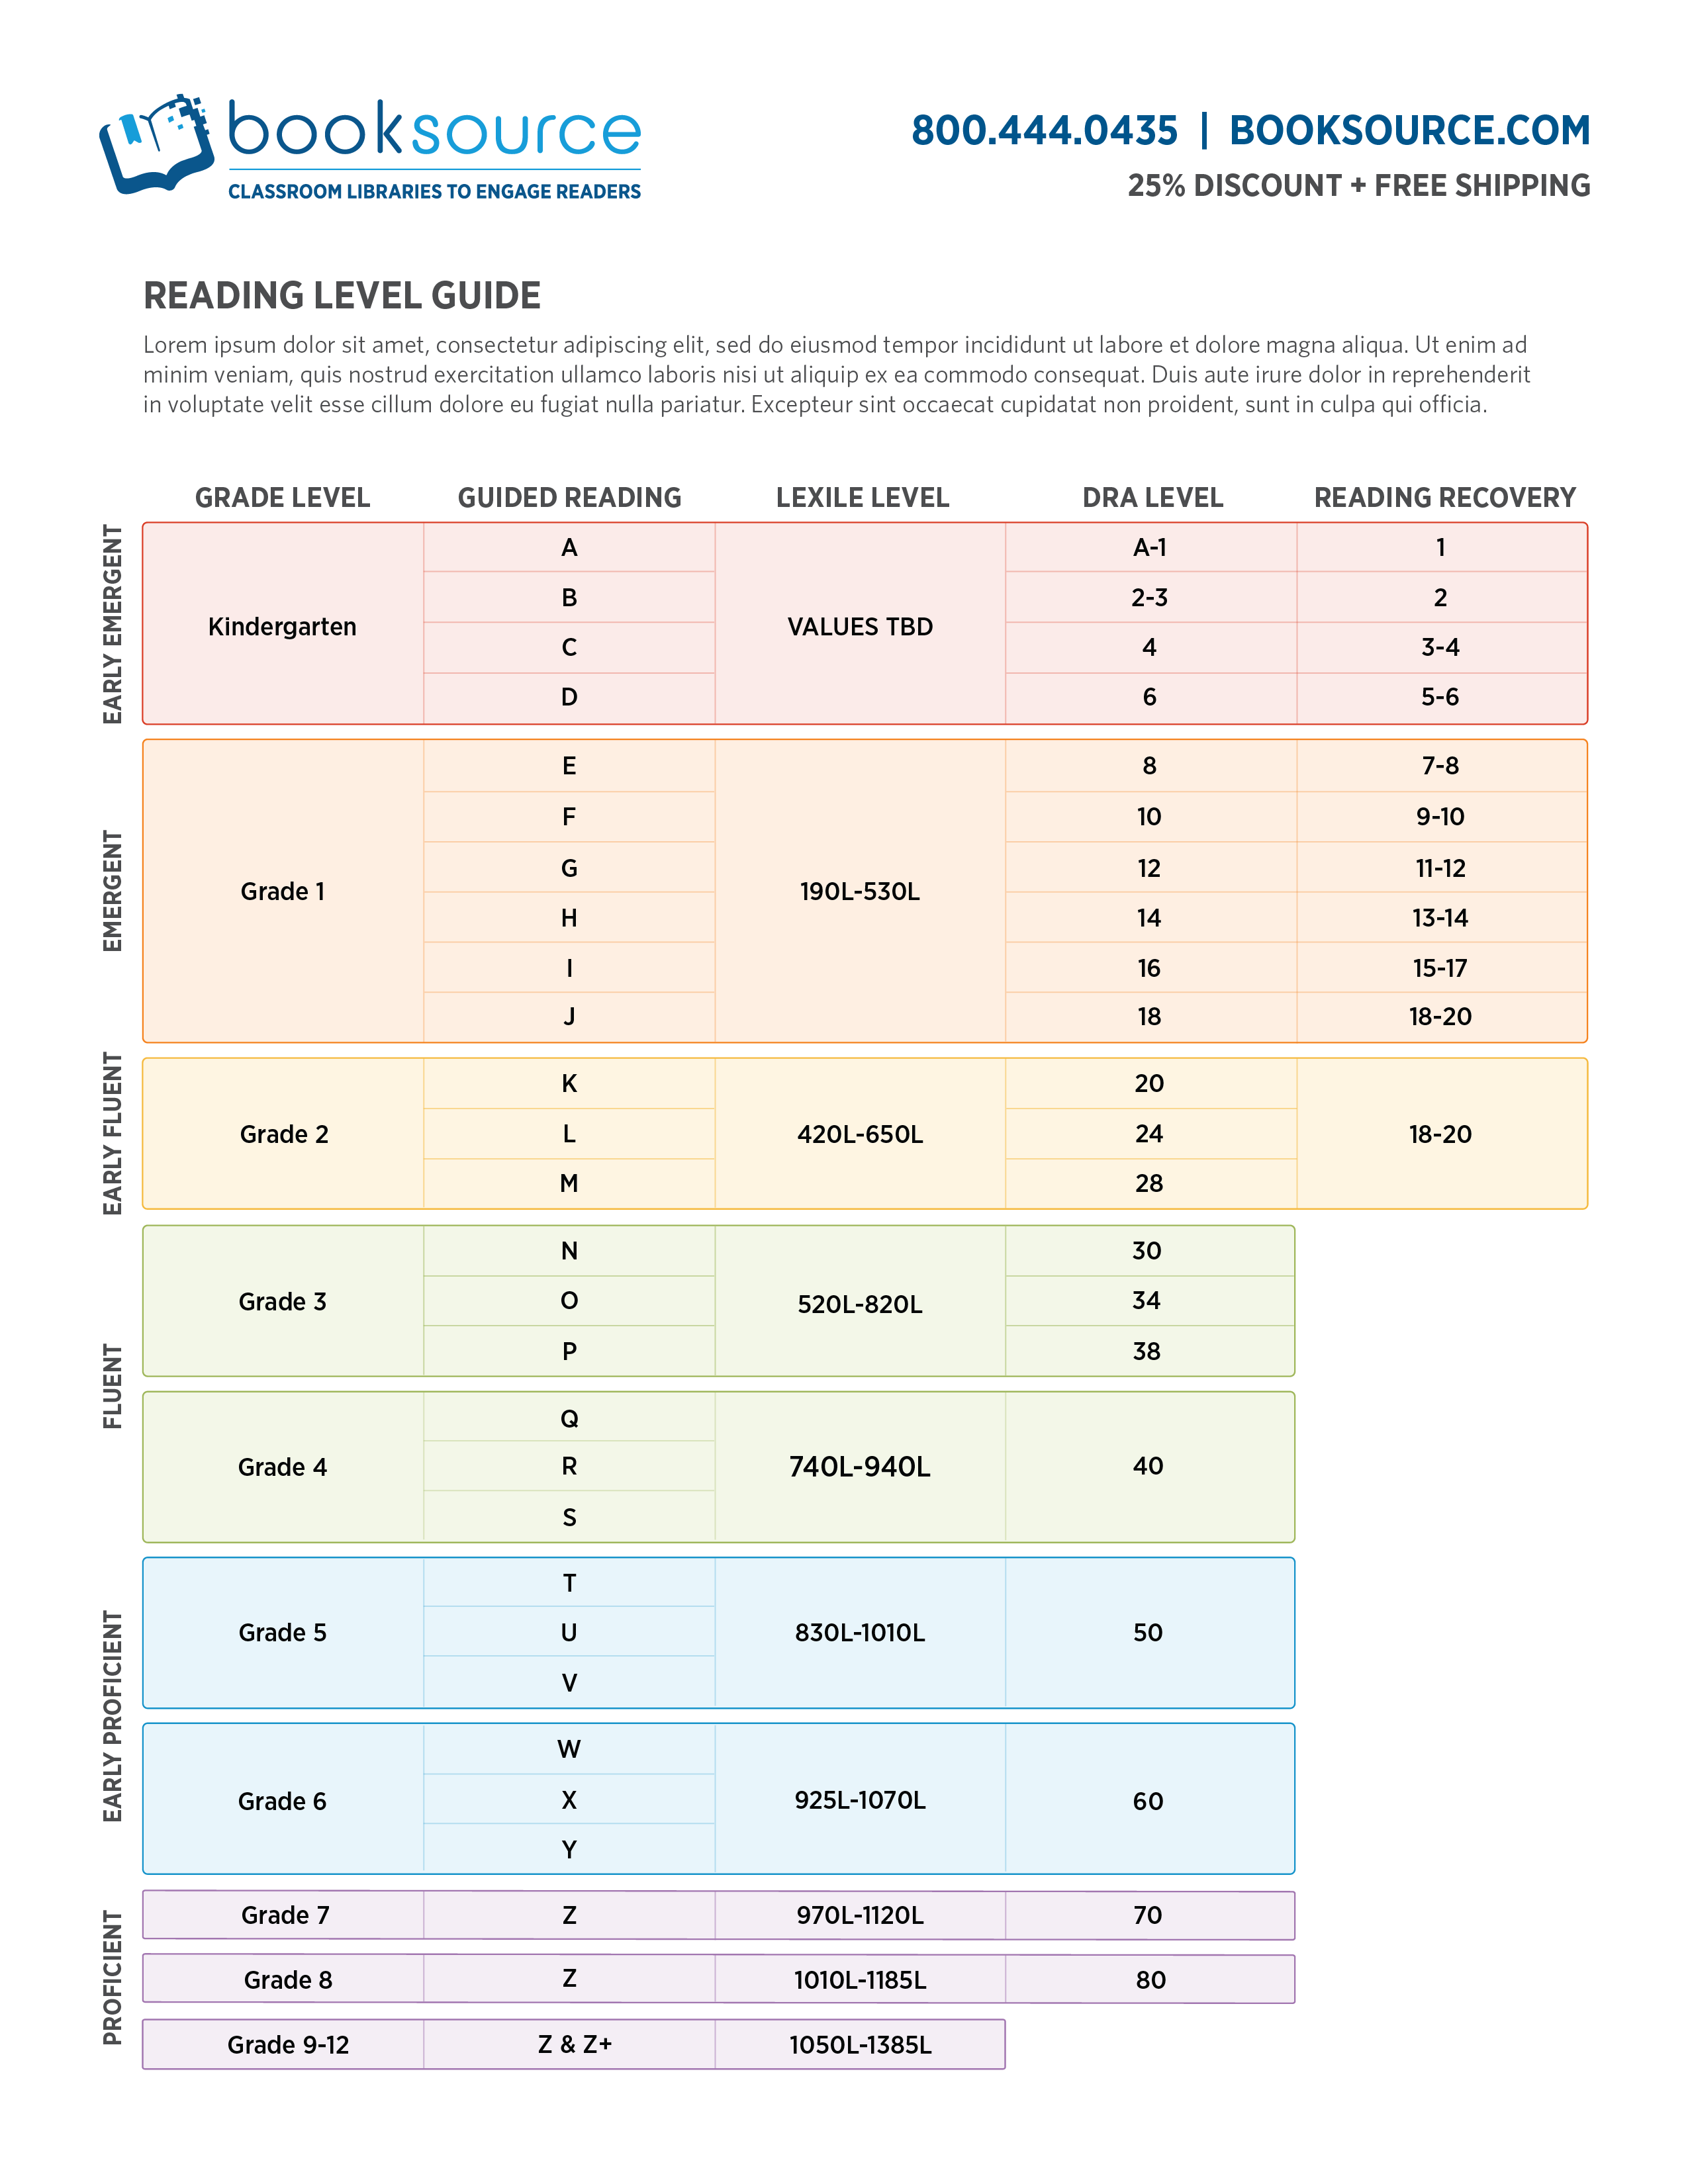 booksource
CLASSROOM LIBRARIES TO ENGAGE READERS
800.444.0435 | BOOKSOURCE.COM
25% DISCOUNT + FREE SHIPPING
READING LEVEL GUIDE
Lorem ipsum dolor sit amet, consectetur adipiscing elit, sed do eiusmod tempor incididunt ut labore et dolore magna aliqua. Ut enim ad
minim veniam, quis nostrud exercitation ullamco laboris nisi ut aliquip ex ea commodo consequat. Duis aute irure dolor in reprehenderit
in voluptate velit esse cillum dolore eu fugiat nulla pariatur. Excepteur sint occaecat cupidatat non proident, sunt in culpa qui officia.
GRADE LEVEL GUIDED READING LEXILE LEVEL DRA LEVEL READING RECOVERY
EARLY EMERGENT
A A-1 1
B 2-3 2
Kindergarten VALUES TBD
C 4 3-4
D 6 5-6
EMERGENT
E 8 7-8
F 10 9-10
G 12 11-12
Grade 1 190L-530L
H 14 13-14
I 16 15-17
J 18 18-20
EARLY FLUENT
K 20
Grade 2 L 420L-650L 24 18-20
M 28
FLUENT
N 30
Grade 3 O 520L-820L 34
P 38
Q
Grade 4 R 740L-940L 40
S
EARLY PROFICIENT
T
Grade 5 U 830L-1010L 50
V
W
Grade 6 X 925L-1070L 60
Y
PROFICIENT
Grade 7 Z 970L-1120L 70
Grade 8 Z 1010L-1185L 80
Grade 9-12 Z & Z+ 1050L-1385L